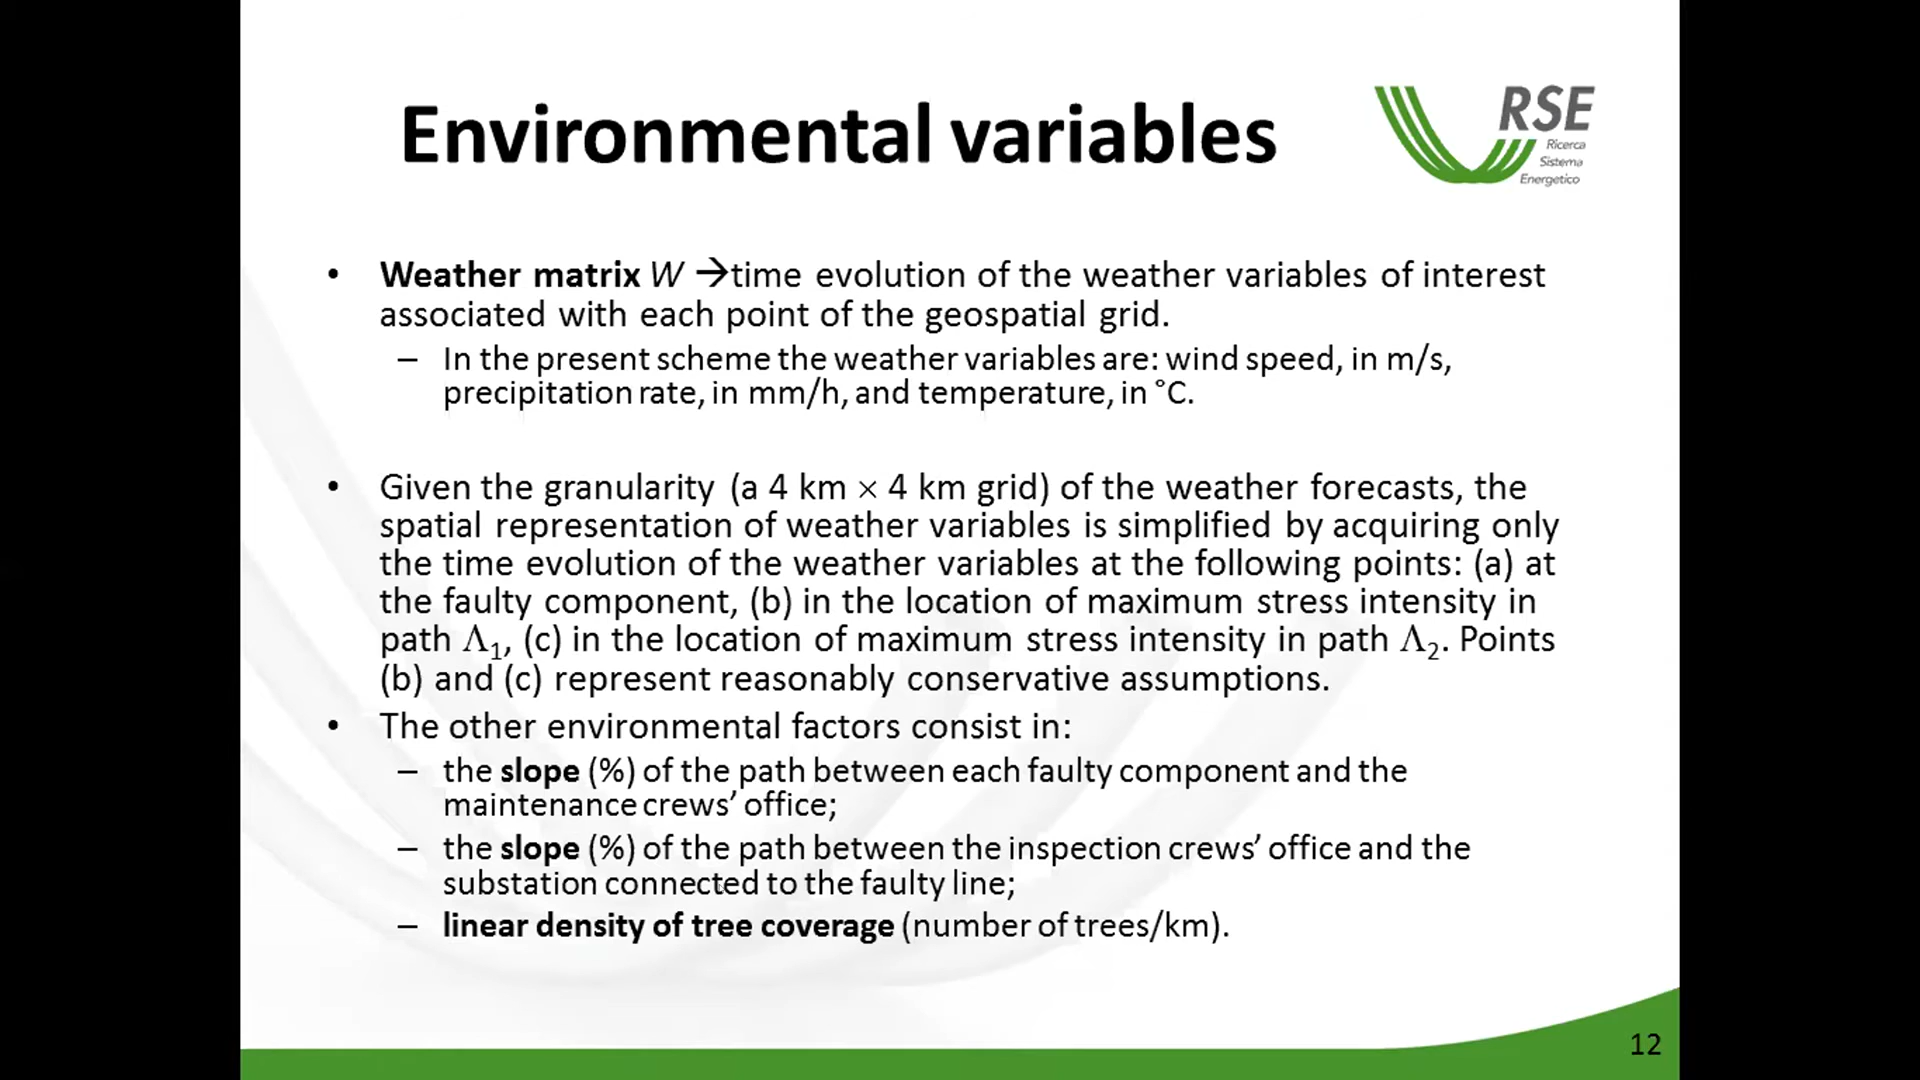 Environmental variables
RSE
Ricerca
Sistema
Energetico
• Weather matrix W →time evolution of the weather variables of interest
associated with each point of the geospatial grid.
– In the present scheme the weather variables are: wind speed, in m/s,
precipitation rate, in mm/h, and temperature, in °C.
• Given the granularity (a 4 km × 4 km grid) of the weather forecasts, the
spatial representation of weather variables is simplified by acquiring only
the time evolution of the weather variables at the following points: (a) at
the faulty component, (b) in the location of maximum stress intensity in
path Λ₁, (c) in the location of maximum stress intensity in path Λ₂. Points
(b) and (c) represent reasonably conservative assumptions.
• The other environmental factors consist in:
– the slope (%) of the path between each faulty component and the
maintenance crews’ office;
– the slope (%) of the path between the inspection crews’ office and the
substation connected to the faulty line;
– linear density of tree coverage (number of trees/km).
12